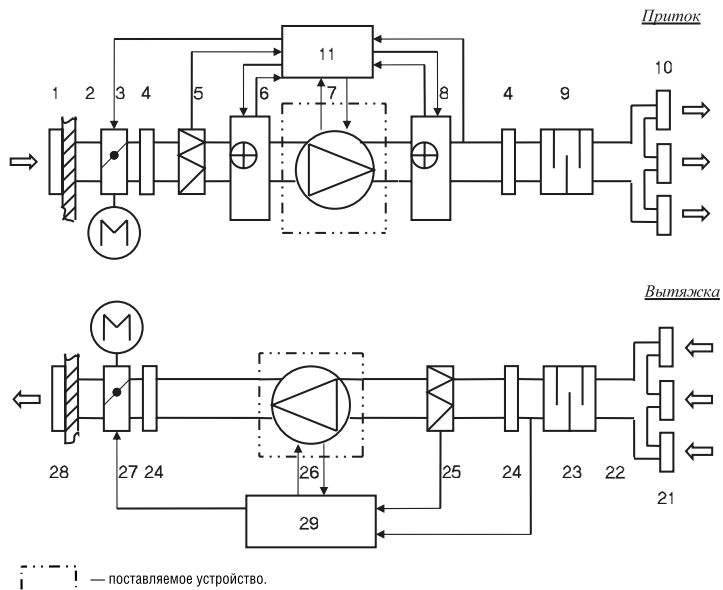 Приток
11
1 2 3 4 5 6 7 8 4 9 10
M
Вытяжка
M
28 27 24 26 25 24 23 22 21
29
— поставляемое устройство.